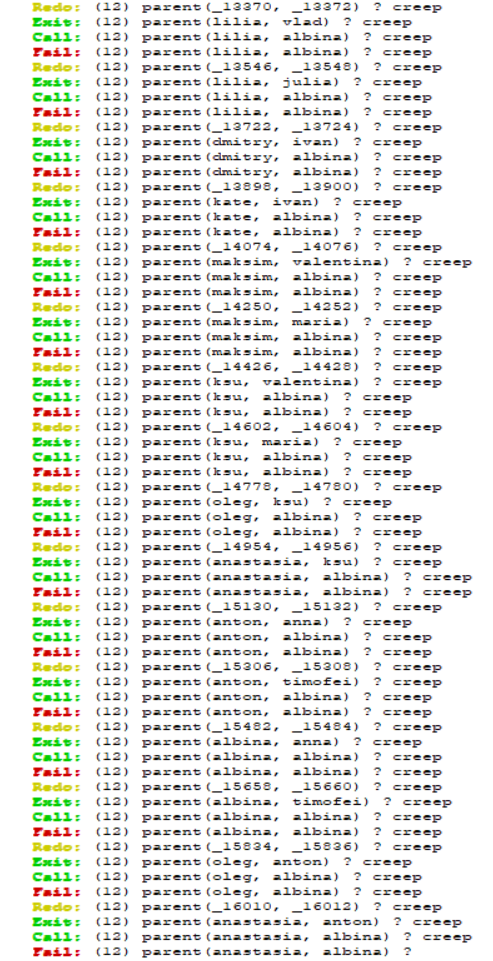 Redo: (12) parent(_13370, _13372) ? creep
Exit: (12) parent(lilia, vlad) ? creep
Call: (12) parent(lilia, albina) ? creep
Fail: (12) parent(lilia, albina) ? creep
Redo: (12) parent(_13546, _13548) ? creep
Exit: (12) parent(lilia, julia) ? creep
Call: (12) parent(lilia, albina) ? creep
Fail: (12) parent(lilia, albina) ? creep
Redo: (12) parent(_13722, _13724) ? creep
Exit: (12) parent(dmitry, ivan) ? creep
Call: (12) parent(dmitry, albina) ? creep
Fail: (12) parent(dmitry, albina) ? creep
Redo: (12) parent(_13898, _13900) ? creep
Exit: (12) parent(kate, ivan) ? creep
Call: (12) parent(kate, albina) ? creep
Fail: (12) parent(kate, albina) ? creep
Redo: (12) parent(_14074, _14076) ? creep
Exit: (12) parent(maksim, valentina) ? creep
Call: (12) parent(maksim, albina) ? creep
Fail: (12) parent(maksim, albina) ? creep
Redo: (12) parent(_14250, _14252) ? creep
Exit: (12) parent(maksim, maria) ? creep
Call: (12) parent(maksim, albina) ? creep
Fail: (12) parent(maksim, albina) ? creep
Redo: (12) parent(_14426, _14428) ? creep
Exit: (12) parent(ksu, valentina) ? creep
Call: (12) parent(ksu, albina) ? creep
Fail: (12) parent(ksu, albina) ? creep
Redo: (12) parent(_14602, _14604) ? creep
Exit: (12) parent(ksu, maria) ? creep
Call: (12) parent(ksu, albina) ? creep
Fail: (12) parent(ksu, albina) ? creep
Redo: (12) parent(_14778, _14780) ? creep
Exit: (12) parent(oleg, ksu) ? creep
Call: (12) parent(oleg, albina) ? creep
Fail: (12) parent(oleg, albina) ? creep
Redo: (12) parent(_14954, _14956) ? creep
Exit: (12) parent(anastasia, ksu) ? creep
Call: (12) parent(anastasia, albina) ? creep
Fail: (12) parent(anastasia, albina) ? creep
Redo: (12) parent(_15130, _15132) ? creep
Exit: (12) parent(anton, anna) ? creep
Call: (12) parent(anton, albina) ? creep
Fail: (12) parent(anton, albina) ? creep
Redo: (12) parent(_15306, _15308) ? creep
Exit: (12) parent(anton, timofei) ? creep
Call: (12) parent(anton, albina) ? creep
Fail: (12) parent(anton, albina) ? creep
Redo: (12) parent(_15482, _15484) ? creep
Exit: (12) parent(albina, anna) ? creep
Call: (12) parent(albina, albina) ? creep
Fail: (12) parent(albina, albina) ? creep
Redo: (12) parent(_15658, _15660) ? creep
Exit: (12) parent(albina, timofei) ? creep
Call: (12) parent(albina, albina) ? creep
Fail: (12) parent(albina, albina) ? creep
Redo: (12) parent(_15834, _15836) ? creep
Exit: (12) parent(oleg, anton) ? creep
Call: (12) parent(oleg, albina) ? creep
Fail: (12) parent(oleg, albina) ? creep
Redo: (12) parent(_16010, _16012) ? creep
Exit: (12) parent(anastasia, anton) ? creep
Call: (12) parent(anastasia, albina) ? creep
Fail: (12) parent(anastasia, albina) ?